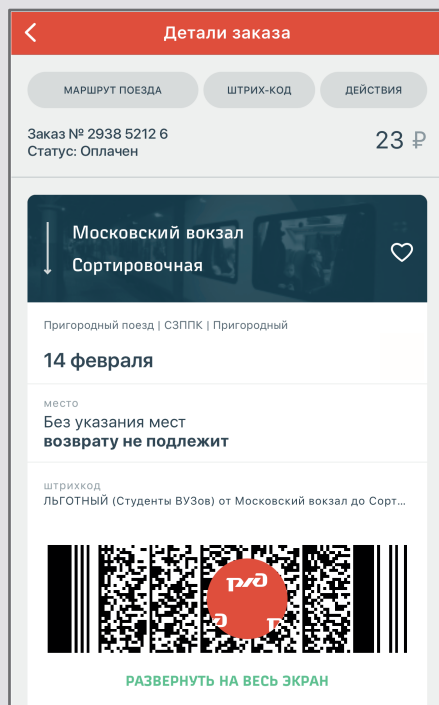 Детали заказа
МАРШРУТ ПОЕЗДА
ШТРИХ-КОД
ДЕЙСТВИЯ
Заказ № 2938 5212 6
23 ₽
Статус: Оплачен
Московский вокзал
Сортировочная
Пригородный поезд | СЗППК | Пригородный
14 февраля
место
Без указания мест
возврату не подлежит
штрихкод
ЛЬГОТНЫЙ (Студенты ВУЗов) от Московский вокзал до Сорт...
РАЗВЕРНУТЬ НА ВЕСЬ ЭКРАН